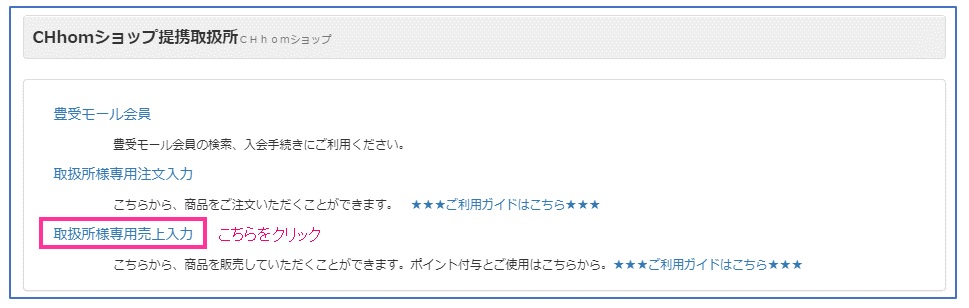 CHhomショップ提携取扱所CHhomショップ
豊受モール会員
豊受モール会員の検索、入会手続きにご利用ください。
取扱所様専用注文入力
こちらから、商品をご注文いただくことができます。 ★★★ご利用ガイドはこちら★★★
取扱所様専用売上入力 こちらをクリック
こちらから、商品を販売していただくことができます。ポイント付与とご使用はこちらから。★★★ご利用ガイドはこちら★★★